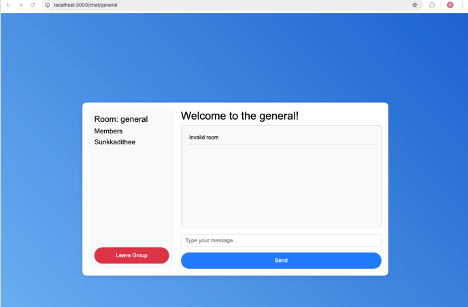 localhost:3000/chat/general
Room: general
Members
Sunkkadithee
Leave Group
Welcome to the general!
Invalid room
Type your message...
Send